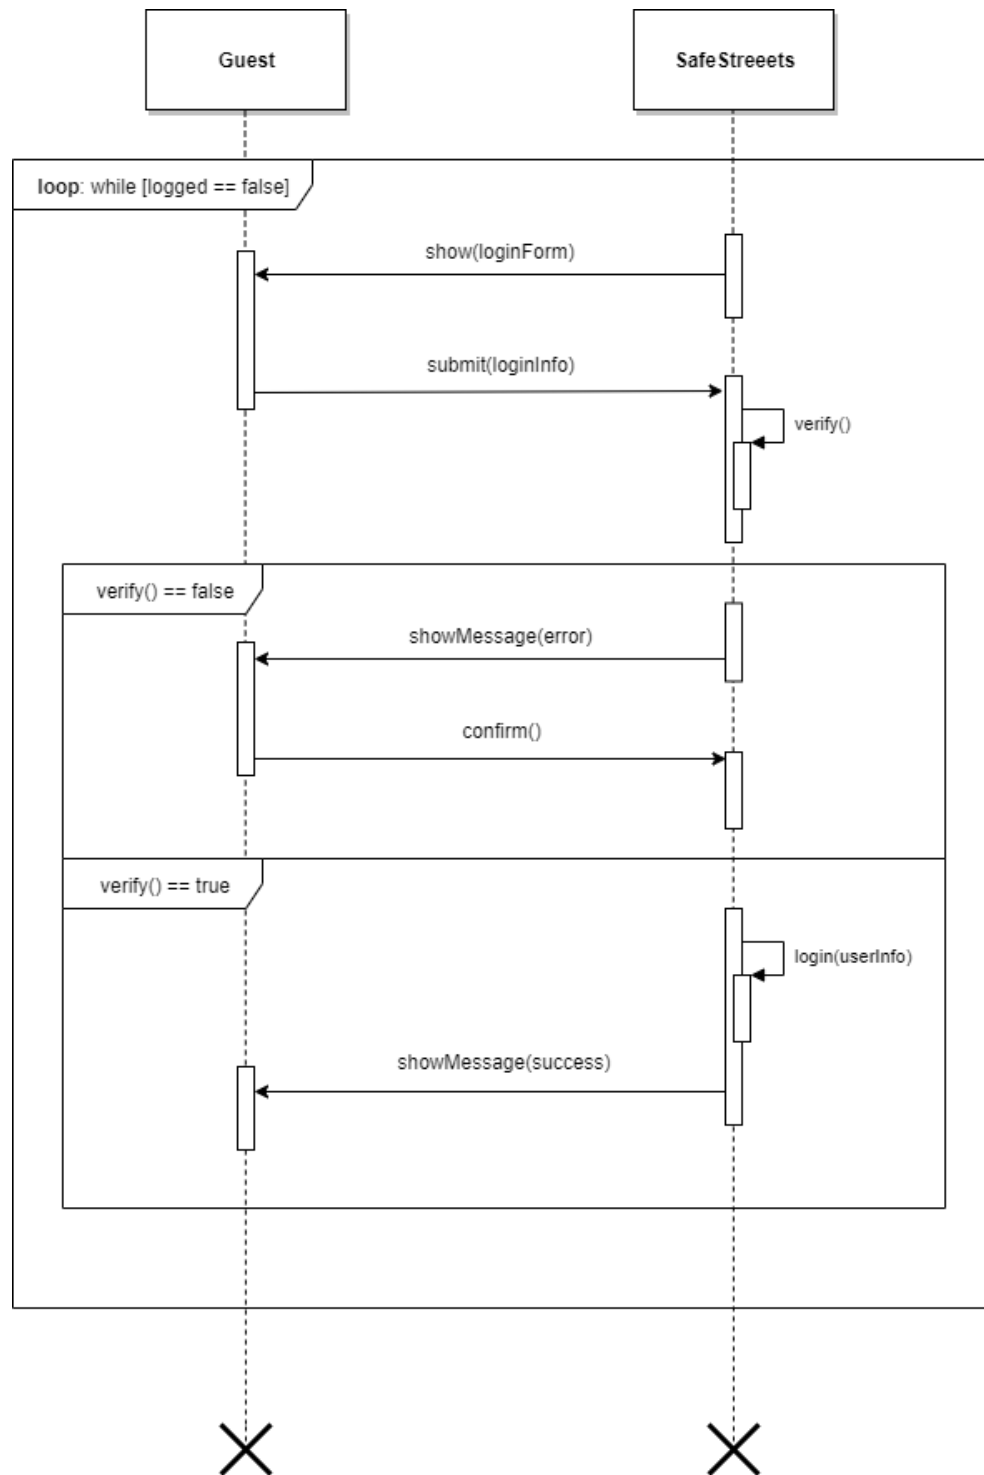 Guest
SafeStreeets
loop: while [logged == false]
show(loginForm)
submit(loginInfo)
verify()
verify() == false
showMessage(error)
confirm()
verify() == true
login(userInfo)
showMessage(success)